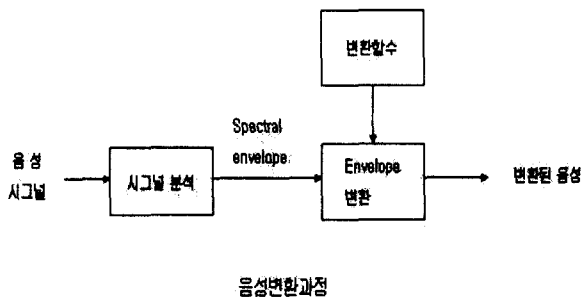 변환함수
Spectral
envelope
음 성
시그널
시그널 분석
Envelope
변환
변환된 음성
음성변환과정